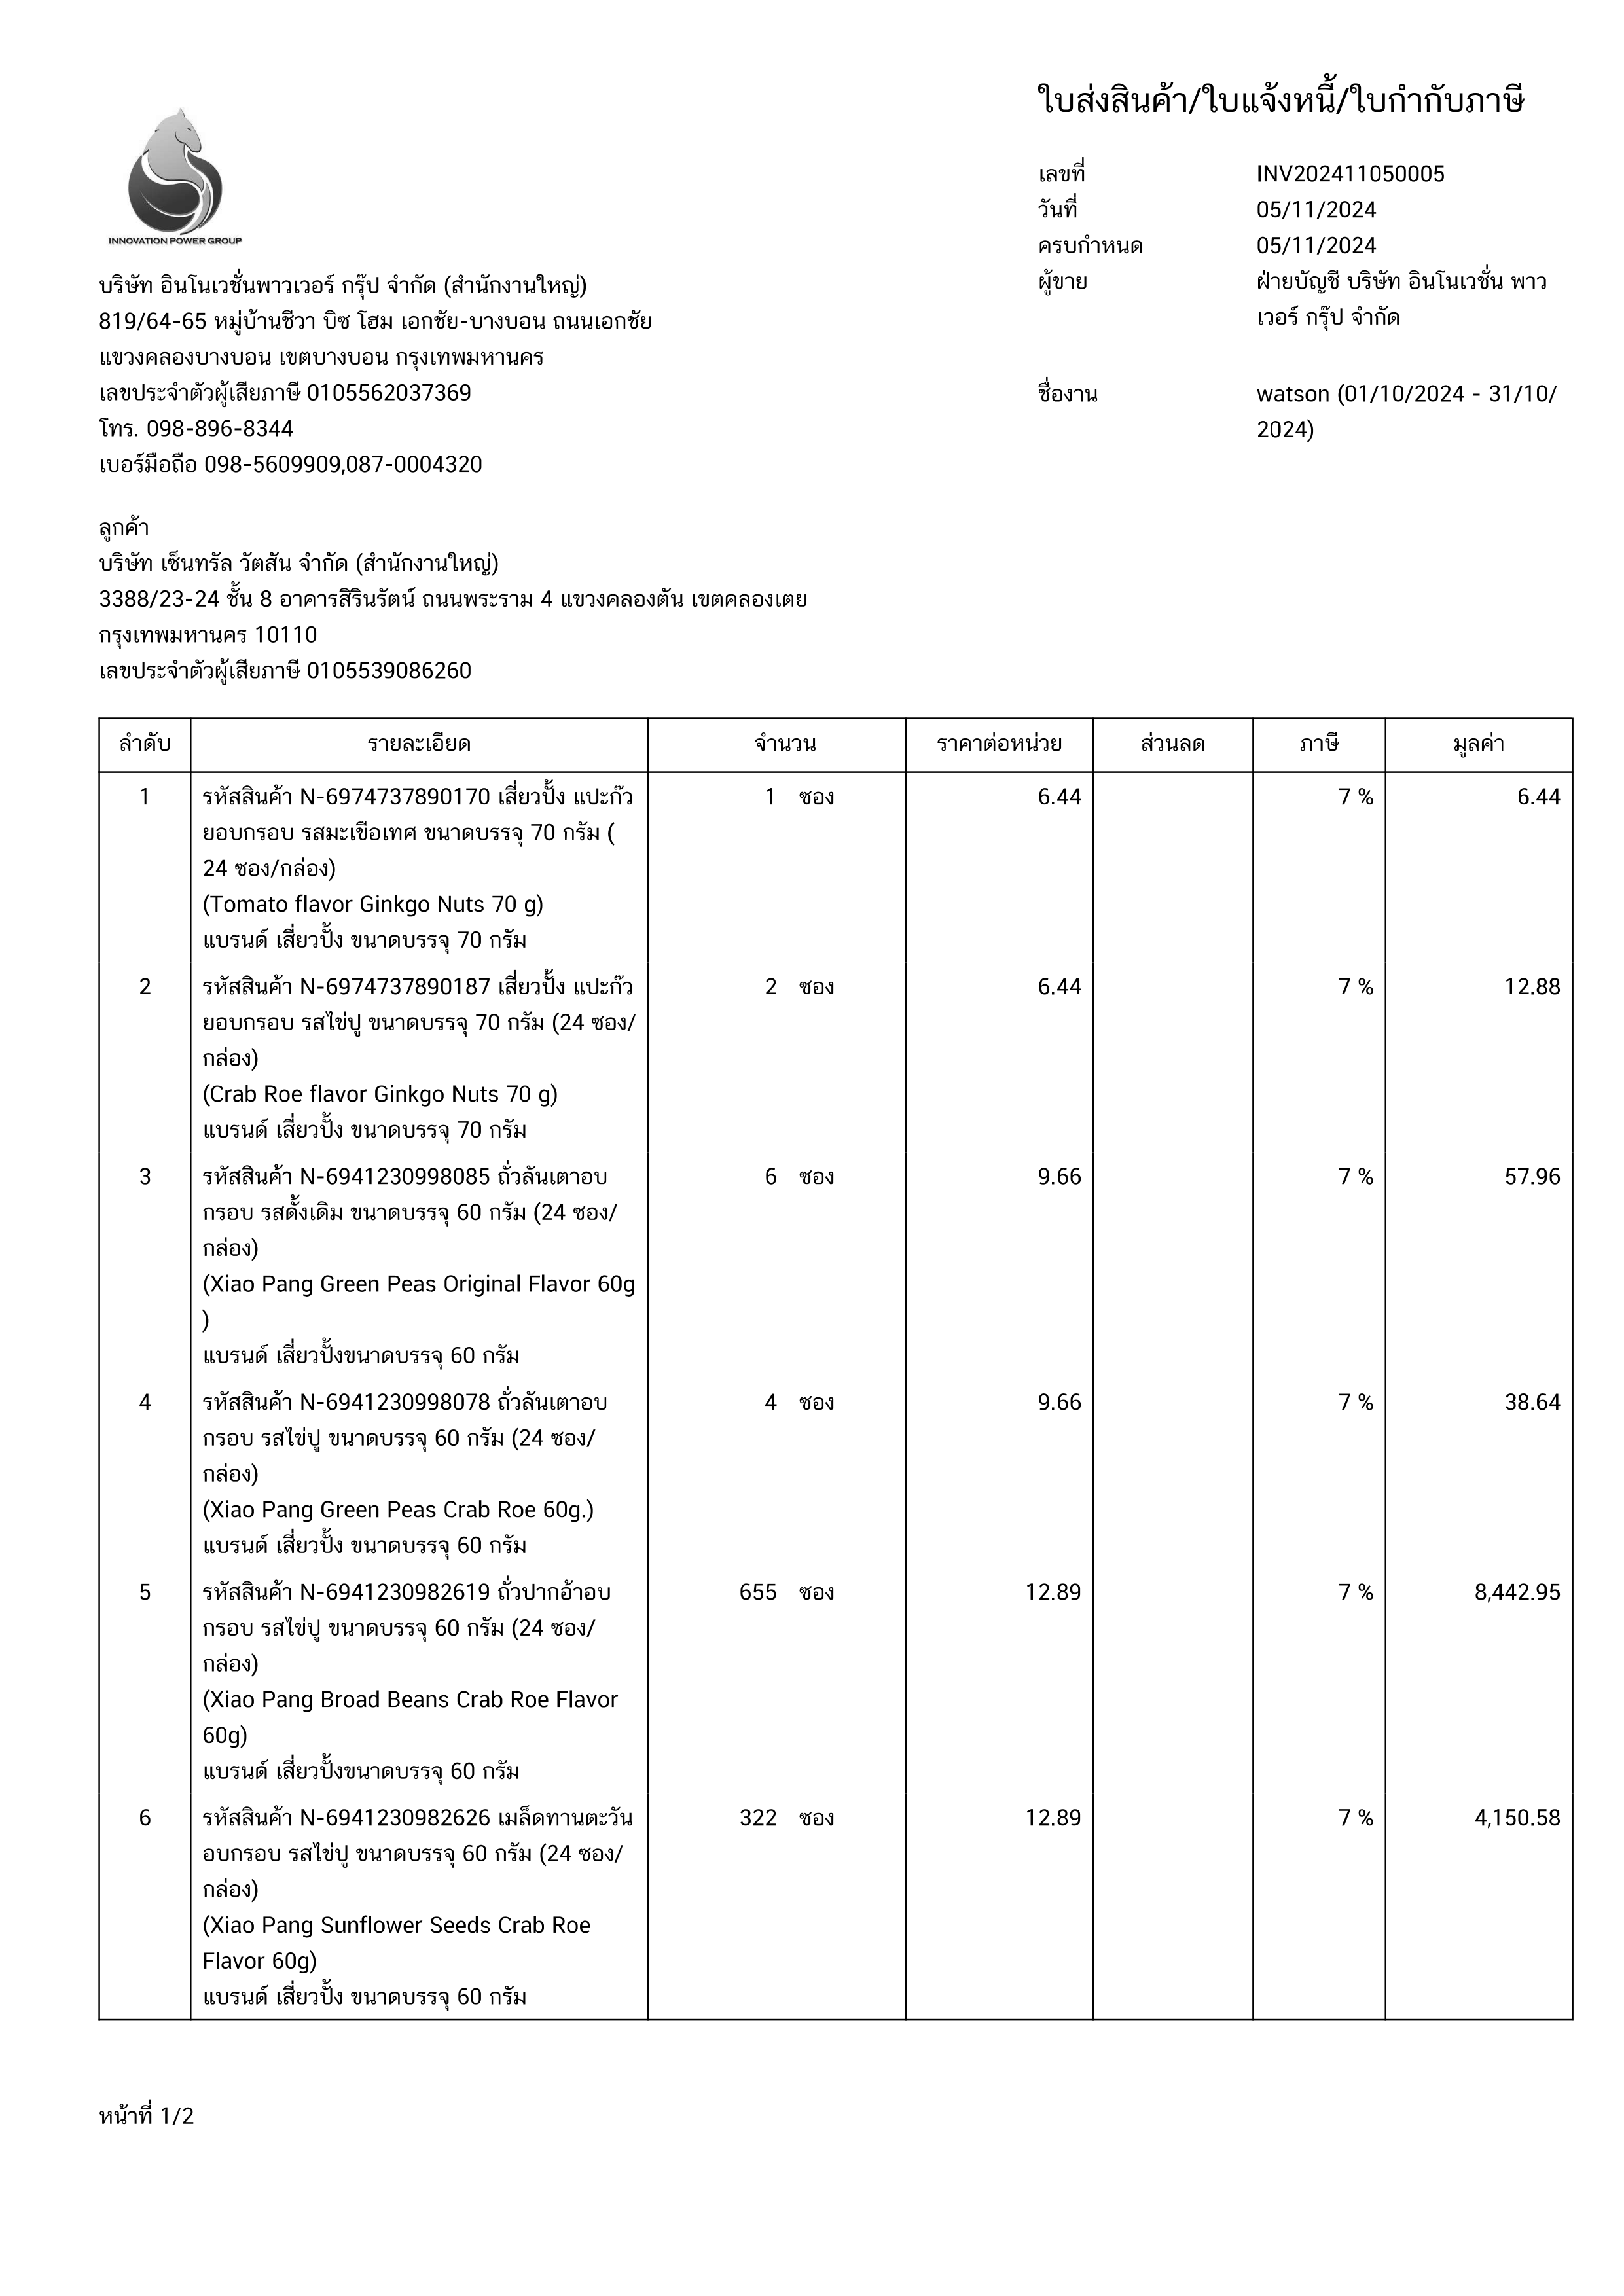 ใบส่งสินค้า/ใบแจ้งหนี้/ใบกำกับภาษี
INNOVATION POWER GROUP
เลขที่ INV202411050005
วันที่ 05/11/2024
ครบกำหนด 05/11/2024
ผู้ขาย ฝ่ายบัญชี บริษัท อินโนเวชั่น พาว
เวอร์ กรุ๊ป จำกัด
ชื่องาน watson (01/10/2024 - 31/10/
2024)
บริษัท อินโนเวชั่นพาวเวอร์ กรุ๊ป จำกัด (สำนักงานใหญ่)
819/64-65 หมู่บ้านชีวา บิซ โฮม เอกชัย-บางบอน ถนนเอกชัย
แขวงคลองบางบอน เขตบางบอน กรุงเทพมหานคร
เลขประจำตัวผู้เสียภาษี 0105562037369
โทร. 098-896-8344
เบอร์มือถือ 098-5609909,087-0004320
ลูกค้า
บริษัท เซ็นทรัล วัตสัน จำกัด (สำนักงานใหญ่)
3388/23-24 ชั้น 8 อาคารสิรินรัตน์ ถนนพระราม 4 แขวงคลองตัน เขตคลองเตย
กรุงเทพมหานคร 10110
เลขประจำตัวผู้เสียภาษี 0105539086260
ลำดับ รายละเอียด จำนวน ราคาต่อหน่วย ส่วนลด ภาษี มูลค่า
1 รหัสสินค้า N-6974737890170 เสี่ยวปั้ง แปะก๊ว 1 ซอง 6.44 7 % 6.44
ยอบกรอบ รสมะเขือเทศ ขนาดบรรจุ 70 กรัม (
24 ซอง/กล่อง)
(Tomato flavor Ginkgo Nuts 70 g)
แบรนด์ เสี่ยวปั้ง ขนาดบรรจุ 70 กรัม
2 รหัสสินค้า N-6974737890187 เสี่ยวปั้ง แปะก๊ว 2 ซอง 6.44 7 % 12.88
ยอบกรอบ รสไข่ปู ขนาดบรรจุ 70 กรัม (24 ซอง/
กล่อง)
(Crab Roe flavor Ginkgo Nuts 70 g)
แบรนด์ เสี่ยวปั้ง ขนาดบรรจุ 70 กรัม
3 รหัสสินค้า N-6941230998085 ถั่วลันเตาอบ 6 ซอง 9.66 7 % 57.96
กรอบ รสดั้งเดิม ขนาดบรรจุ 60 กรัม (24 ซอง/
กล่อง)
(Xiao Pang Green Peas Original Flavor 60g
)
แบรนด์ เสี่ยวปั้งขนาดบรรจุ 60 กรัม
4 รหัสสินค้า N-6941230998078 ถั่วลันเตาอบ 4 ซอง 9.66 7 % 38.64
กรอบ รสไข่ปู ขนาดบรรจุ 60 กรัม (24 ซอง/
กล่อง)
(Xiao Pang Green Peas Crab Roe 60g.)
แบรนด์ เสี่ยวปั้ง ขนาดบรรจุ 60 กรัม
5 รหัสสินค้า N-6941230982619 ถั่วปากอ้าอบ 655 ซอง 12.89 7 % 8,442.95
กรอบ รสไข่ปู ขนาดบรรจุ 60 กรัม (24 ซอง/
กล่อง)
(Xiao Pang Broad Beans Crab Roe Flavor
60g)
แบรนด์ เสี่ยวปั้งขนาดบรรจุ 60 กรัม
6 รหัสสินค้า N-6941230982626 เมล็ดทานตะวัน 322 ซอง 12.89 7 % 4,150.58
อบกรอบ รสไข่ปู ขนาดบรรจุ 60 กรัม (24 ซอง/
กล่อง)
(Xiao Pang Sunflower Seeds Crab Roe
Flavor 60g)
แบรนด์ เสี่ยวปั้ง ขนาดบรรจุ 60 กรัม
หน้าที่ 1/2